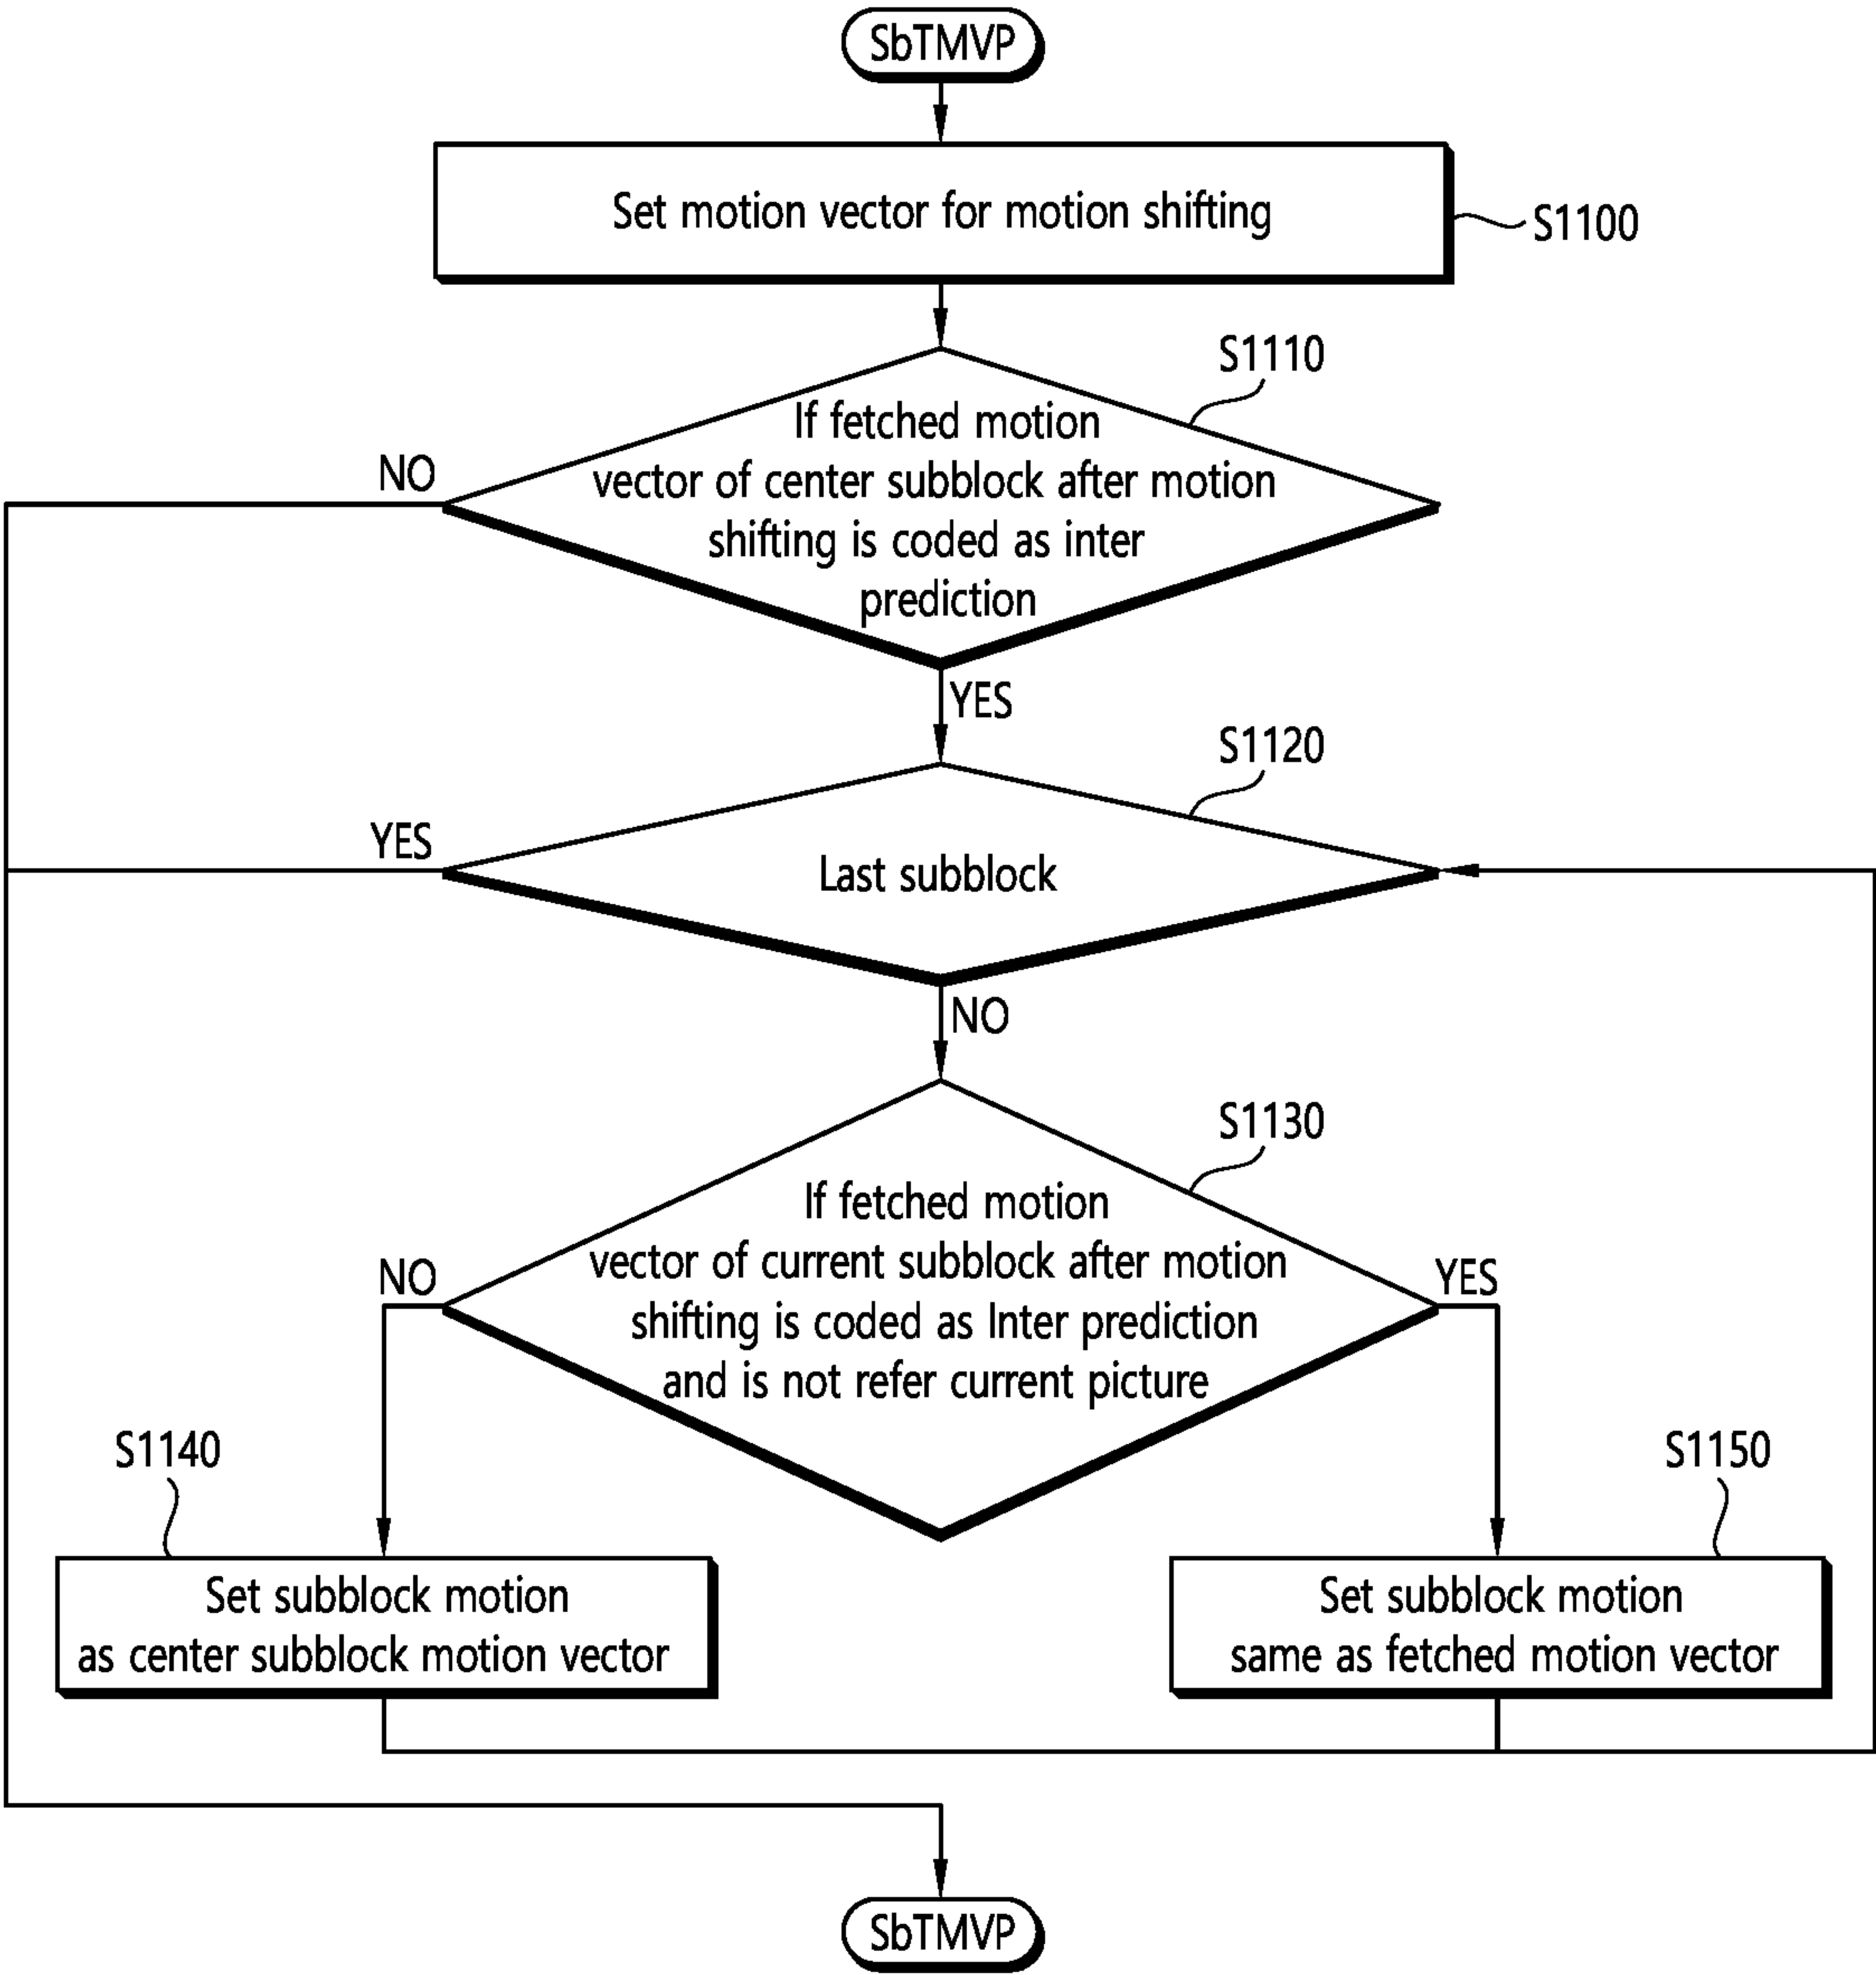 SbTMVP
Set motion vector for motion shifting
S1100
S1110
If fetched motion
vector of center subblock after motion
shifting is coded as inter
prediction
NO
YES
S1120
Last subblock
YES
NO
S1130
If fetched motion
vector of current subblock after motion
shifting is coded as Inter prediction
and is not refer current picture
NO
YES
S1140
Set subblock motion
as center subblock motion vector
S1150
Set subblock motion
same as fetched motion vector
SbTMVP